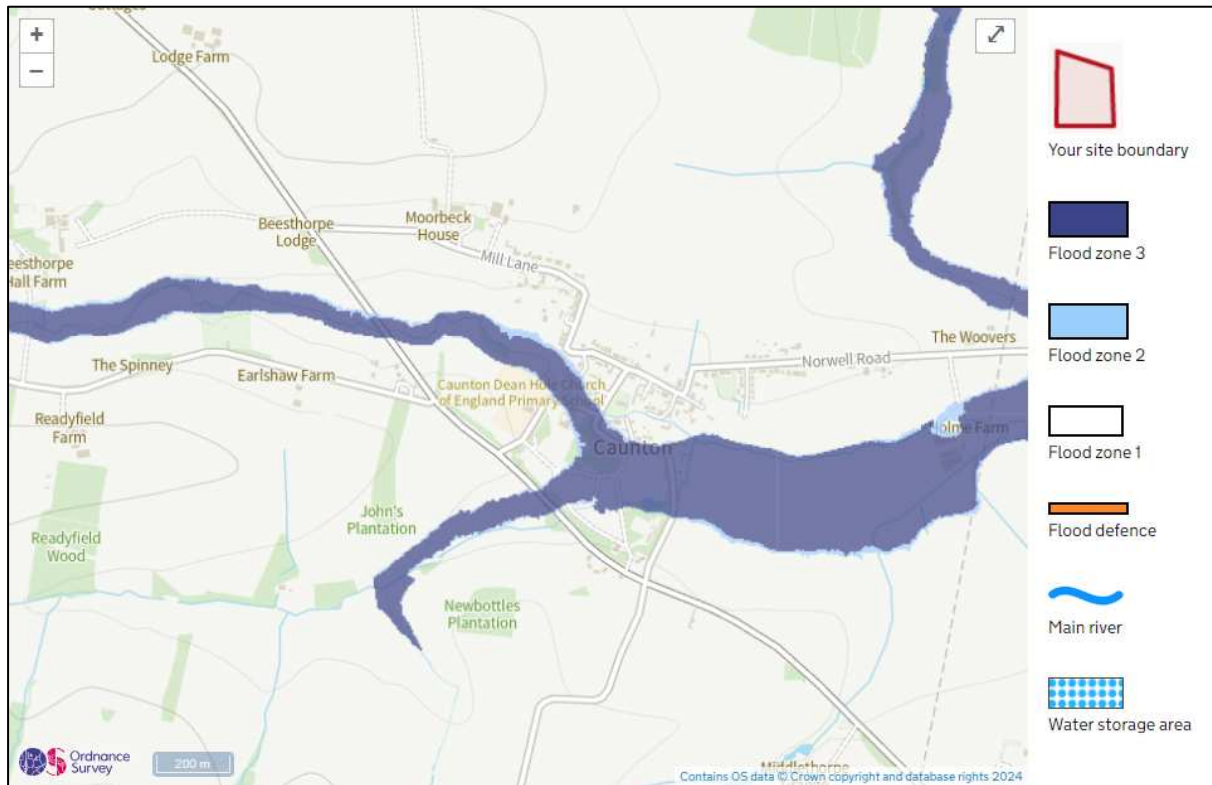 +
−
Lodge Farm
Beesthorpe
Lodge
Moorbeck
House
Mill Lane
eesthorpe
Hall Farm
The Spinney
Earlshaw Farm
Caunton Dean Hole Church
of England Primary School
Norwell Road
The Woovers
Readyfield
Farm
Caunton
olme Farm
John's
Plantation
Readyfield
Wood
Newbottles
Plantation
Middlethorpe
Ordnance
Survey
200 m
Contains OS data © Crown copyright and database rights 2024
Your site boundary
Flood zone 3
Flood zone 2
Flood zone 1
Flood defence
Main river
Water storage area